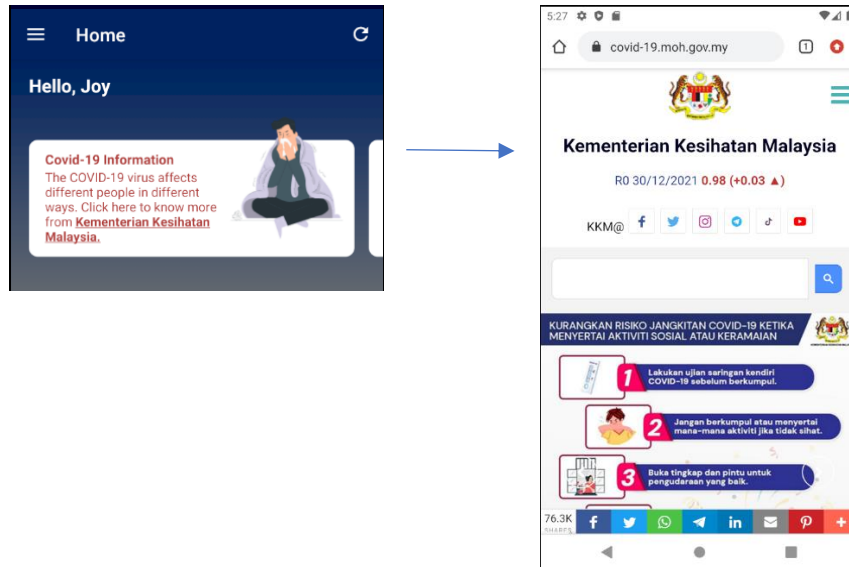 Home
Hello, Joy
Covid-19 Information
The COVID-19 virus affects
different people in different
ways. Click here to know more
from Kementerian Kesihatan
Malaysia.
5:27
covid-19.moh.gov.my
1
Kementerian Kesihatan Malaysia
R0 30/12/2021 0.98 (+0.03 ▲)
KKM@
KURANGKAN RISIKO JANGKITAN COVID-19 KETIKA
MENYERTAI AKTIVITI SOSIAL ATAU KERAMAIAN
1
Lakukan ujian saringan kendiri
COVID-19 sebelum berkumpul.
2
Jangan berkumpul atau menyertai
mana-mana aktiviti jika tidak sihat.
3
Buka tingkap dan pintu untuk
pengudaraan yang baik.
76.3K
SHARES